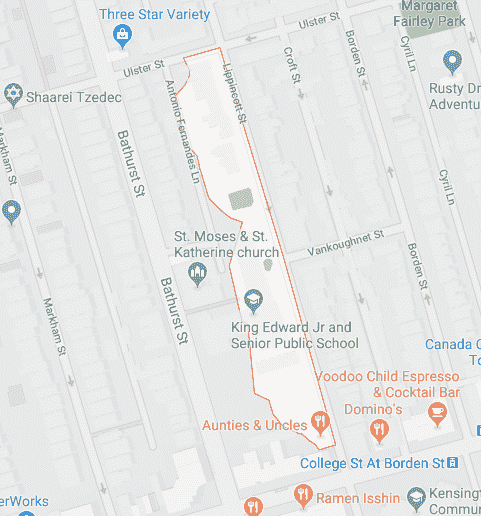 Three Star Variety
Margaret
Fairley Park
Ulster St
Ulster St
Shaarei Tzedec
Rusty Dr
Adventur
Lippincott St
Croft St
Borden St
Cyril Ln
Antonio Fernandes Ln
Markham St
Bathurst St
Cyril Ln
St. Moses & St.
Katherine church
Vankoughnet St
Borden St
Bathurst St
Markham St
King Edward Jr and
Senior Public School
Canada C
To
Voodoo Child Espresso
& Cocktail Bar
Domino's
Aunties & Uncles
College St At Borden St
Ramen Isshin
Kensingt
Commun
erWorks